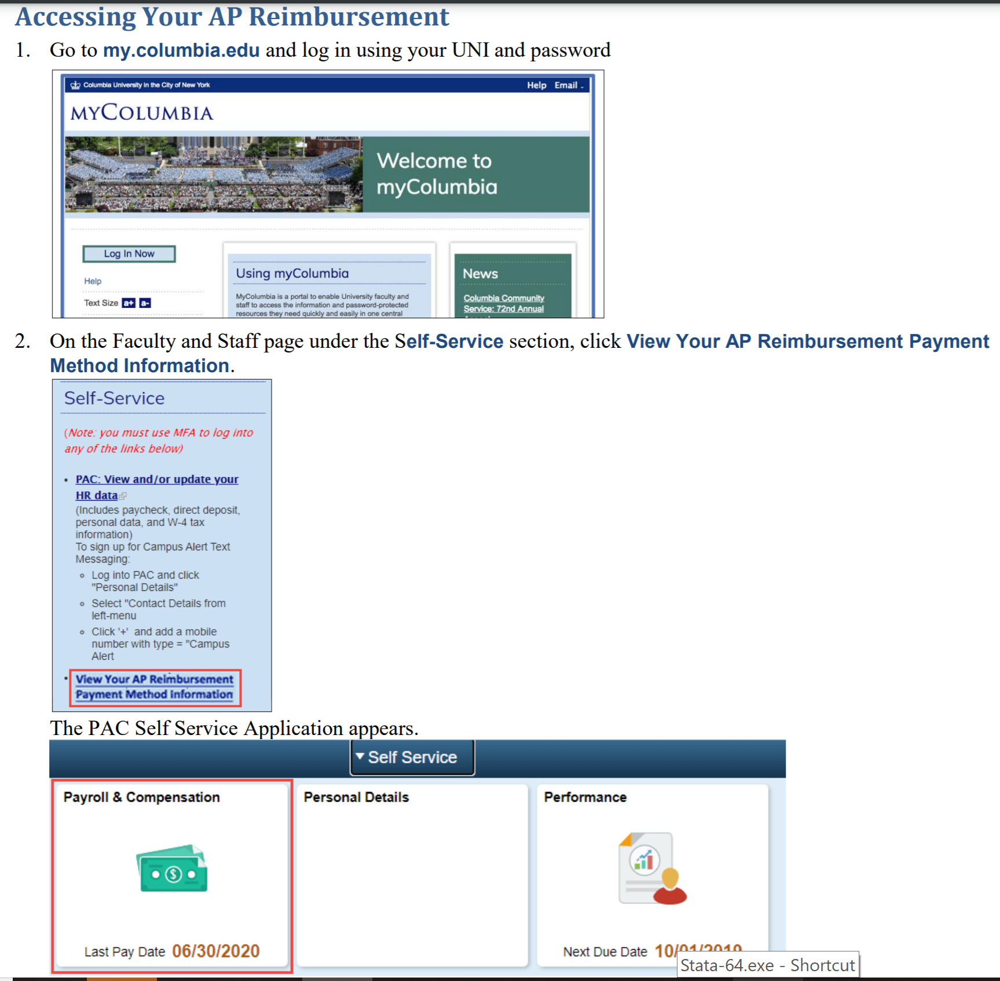 Accessing Your AP Reimbursement
1. Go to my.columbia.edu and log in using your UNI and password
Columbia University in the City of New York
Help Email
MYCOLUMBIA
Welcome to
myColumbia
Log In Now
Help
Text Size a+ a-
Using myColumbia
MyColumbia is a portal to enable University faculty and
staff to access the information and password-protected
resources they need quickly and easily in one central
News
Columbia Community
Service: 72nd Annual
2. On the Faculty and Staff page under the Self-Service section, click View Your AP Reimbursement Payment
Method Information.
Self-Service
(Note: you must use MFA to log into
any of the links below)
• PAC: View and/or update your
HR data
(Includes paycheck, direct deposit,
personal data, and W-4 tax
information)
To sign up for Campus Alert Text
Messaging:
Log into PAC and click
"Personal Details"
Select "Contact Details from
left-menu
Click '+' and add a mobile
number with type = "Campus
Alert
• View Your AP Reimbursement
Payment Method information
The PAC Self Service Application appears.
Self Service
Payroll & Compensation
$
Last Pay Date 06/30/2020
Personal Details
Performance
Next Due Date 10/01/2019
Stata-64.exe - Shortcut